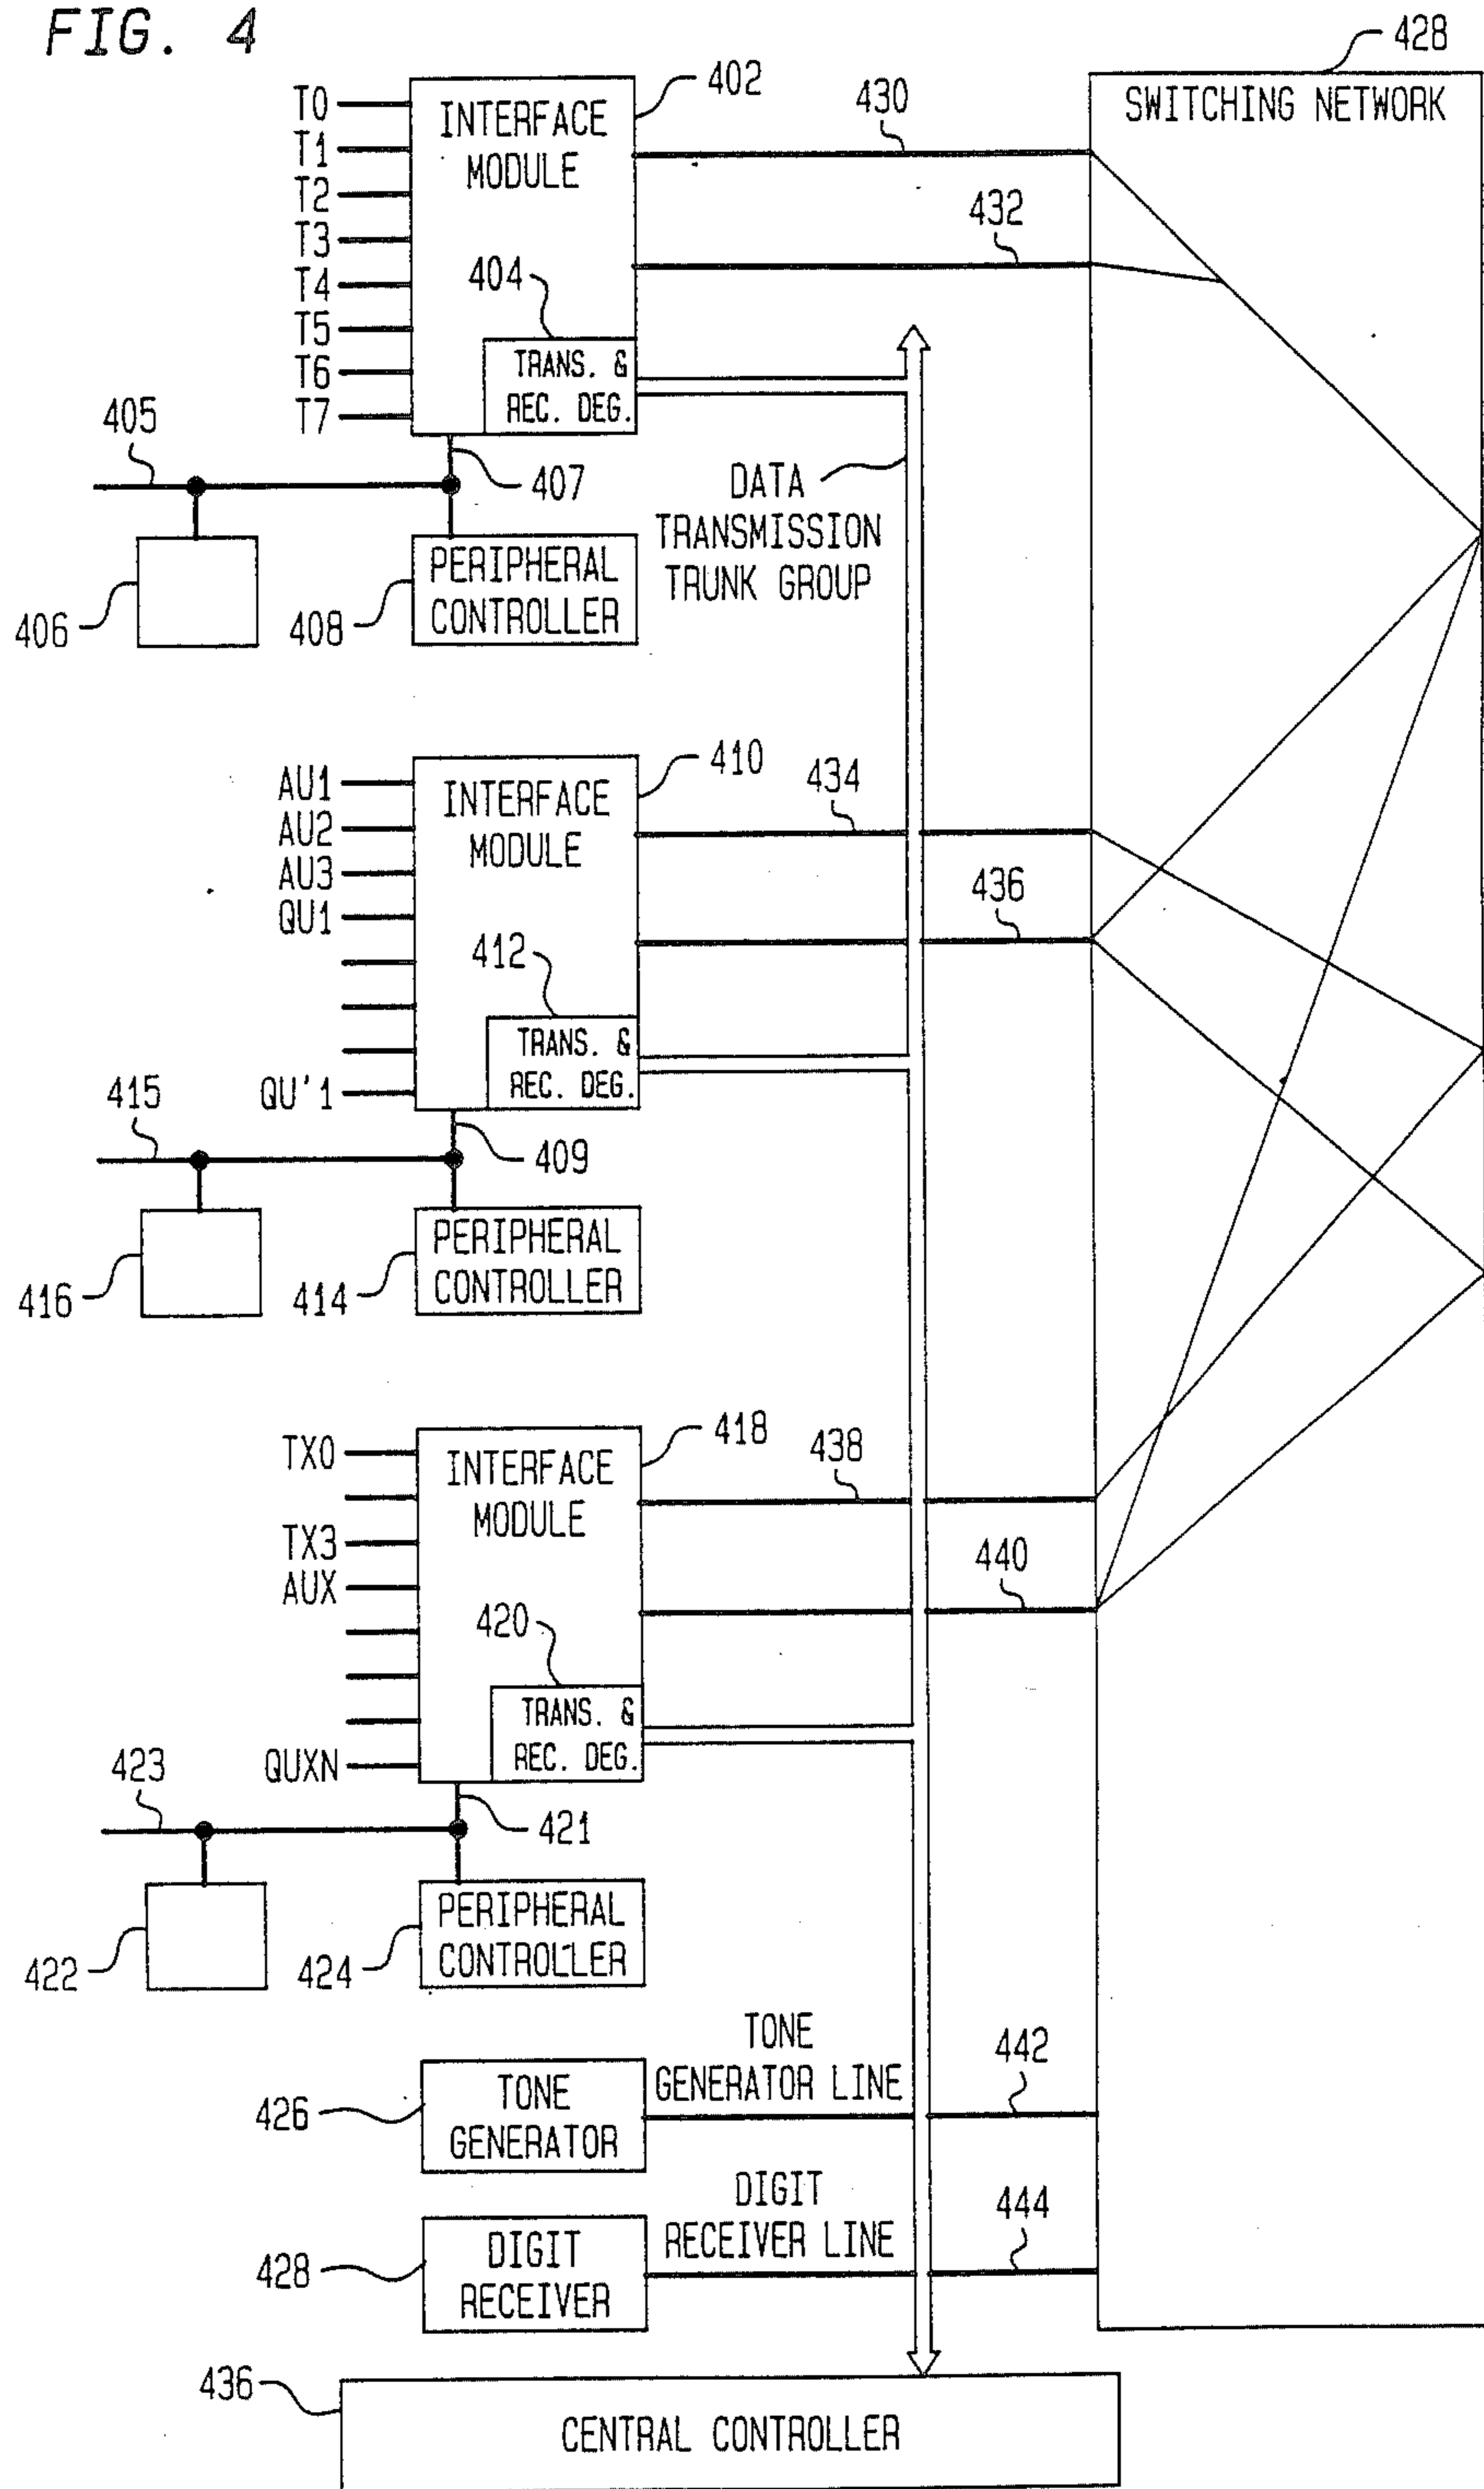 FIG. 4
428
SWITCHING NETWORK
402
INTERFACE
MODULE
T0
T1
T2
T3
T4
T5
T6
T7
430
432
404
TRANS. &
REC. DEG.
405
407
406
408
PERIPHERAL
CONTROLLER
DATA
TRANSMISSION
TRUNK GROUP
410
INTERFACE
MODULE
AU1
AU2
AU3
QU1
QU'1
434
436
412
TRANS. &
REC. DEG.
415
409
416
414
PERIPHERAL
CONTROLLER
418
INTERFACE
MODULE
TX0
TX3
AUX
QUXN
438
440
420
TRANS. &
REC. DEG.
423
421
422
424
PERIPHERAL
CONTROLLER
426
TONE
GENERATOR
TONE
GENERATOR LINE
442
428
DIGIT
RECEIVER
DIGIT
RECEIVER LINE
444
436
CENTRAL CONTROLLER